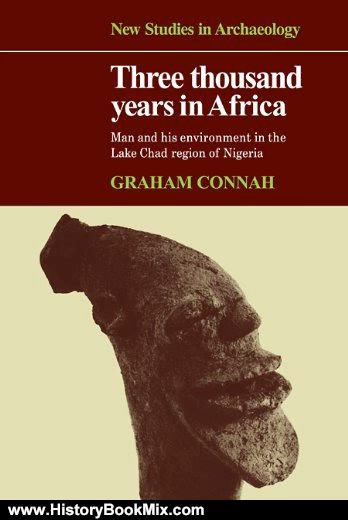 New Studies in Archaeology
Three thousand
years in Africa
Man and his environment in the
Lake Chad region of Nigeria
GRAHAM CONNAH
www.HistoryBookMix.com